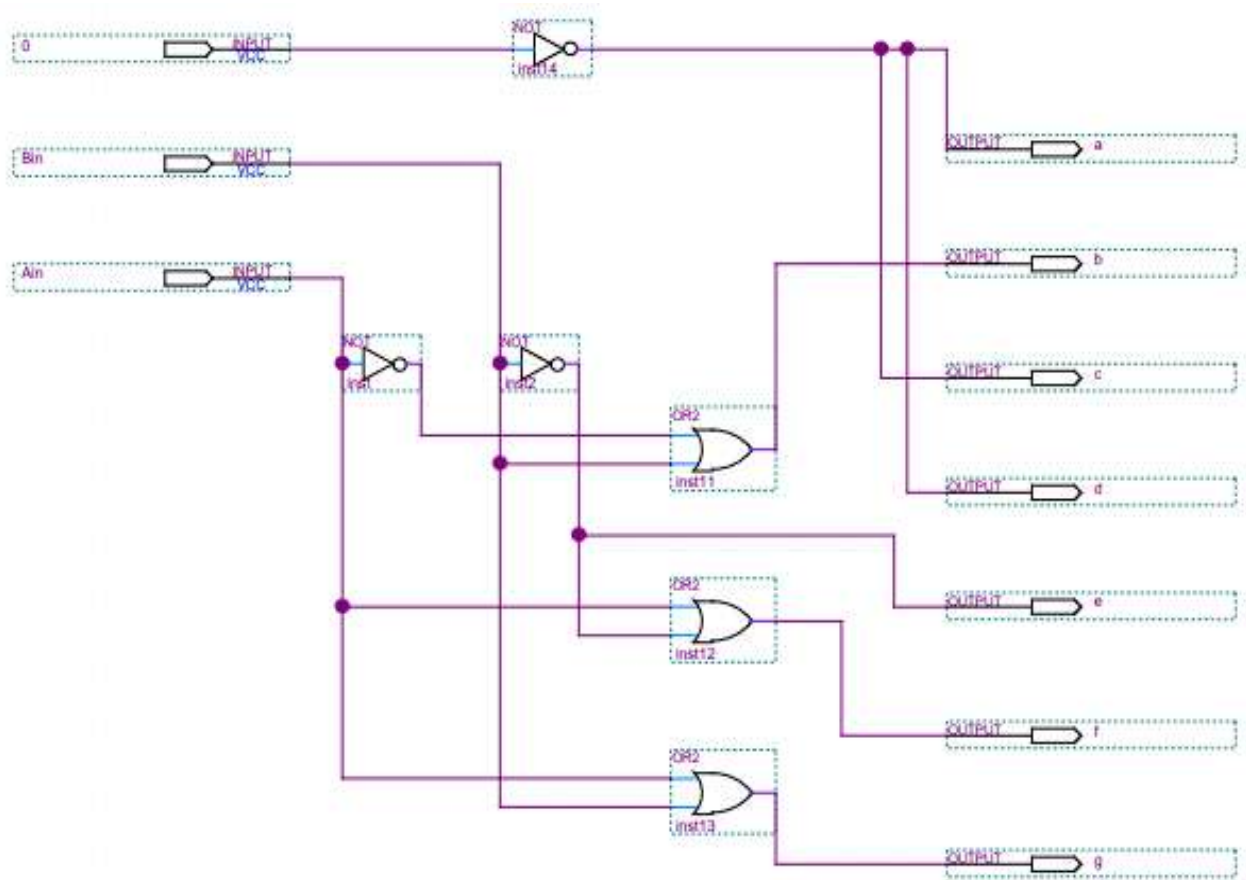 NOT
0 INPUT VCC
inst14
OUTPUT a
Bin INPUT VCC
OUTPUT b
Ain INPUT VCC
NOT NOT
inst1 inst2
OUTPUT c
OR2
inst11
OUTPUT d
OR2
OUTPUT e
inst12
OUTPUT f
OR2
inst13
OUTPUT g